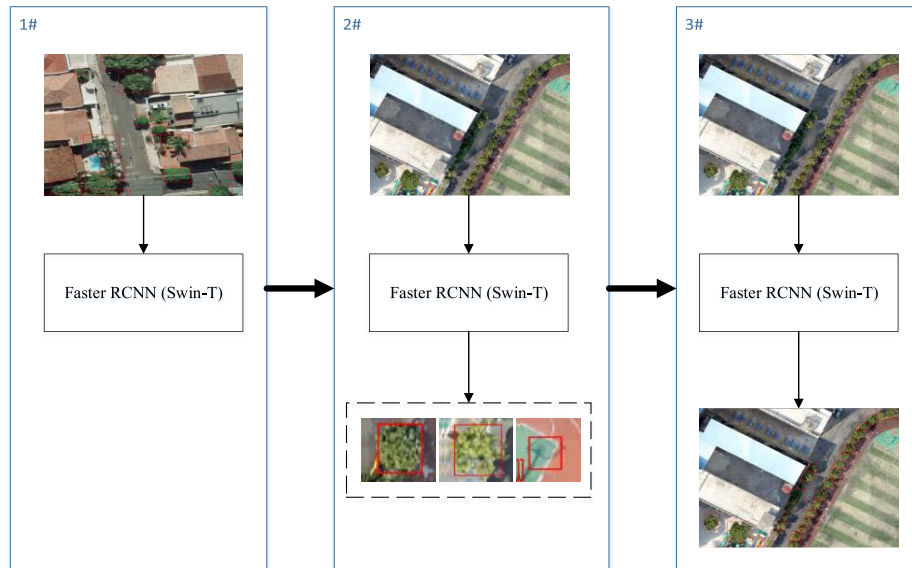 1#
2#
3#
Faster RCNN (Swin-T)
Faster RCNN (Swin-T)
Faster RCNN (Swin-T)